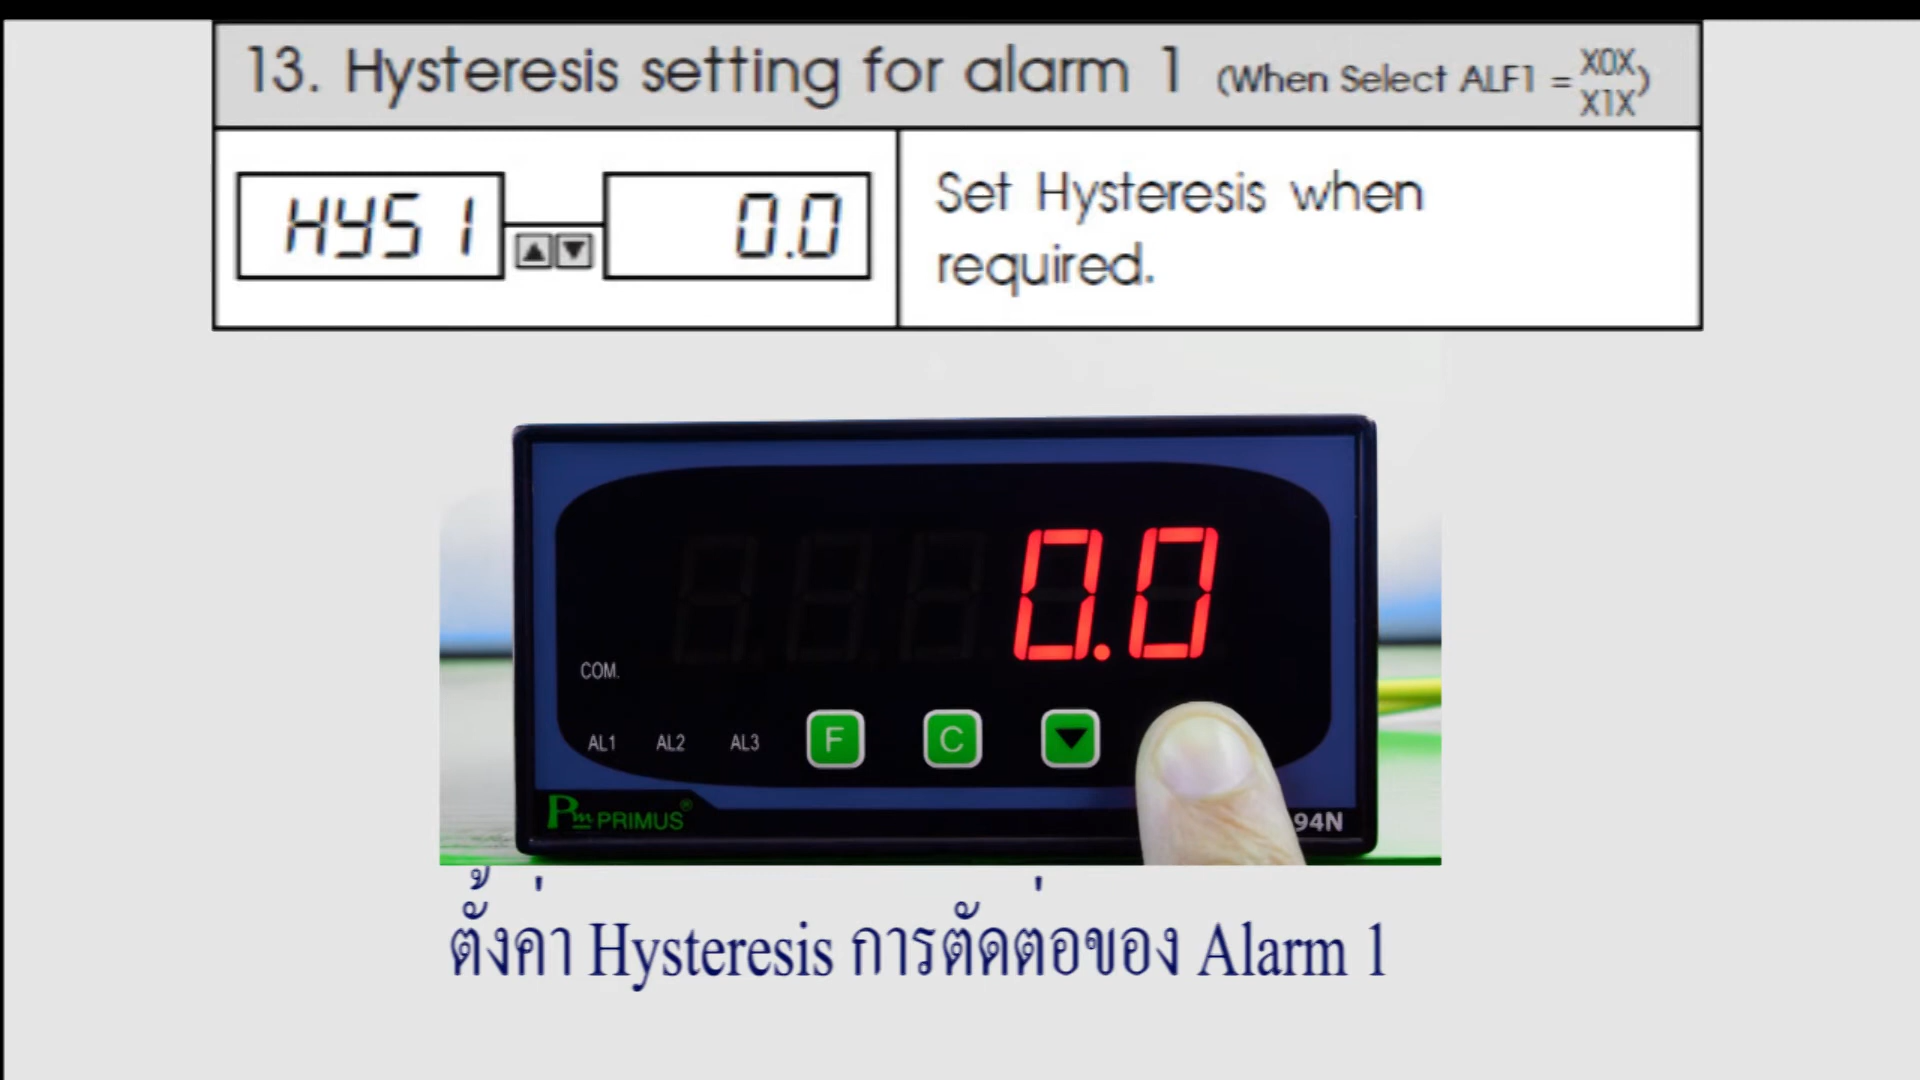 13. Hysteresis setting for alarm 1 (When Select ALF1 = X0X X1X)
HYS 1
0.0
Set Hysteresis when
required.
0.0
COM.
AL1 AL2 AL3 F C
Pm PRIMUS®
94N
ตั้งค่า Hysteresis การตัดต่อของ Alarm 1